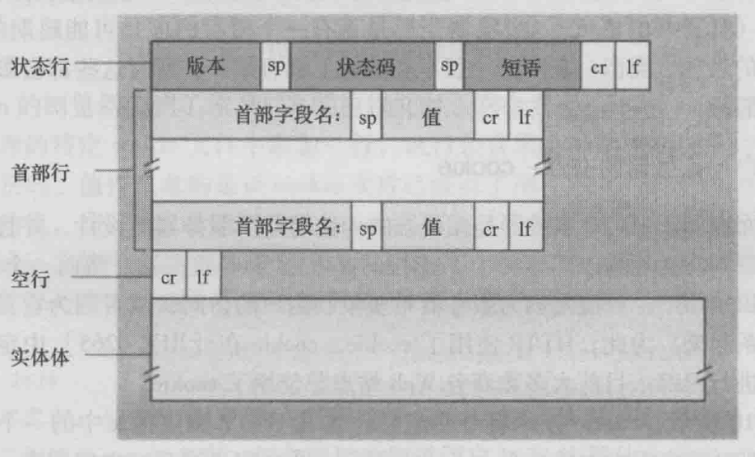 状态行 版本 sp 状态码 sp 短语 cr lf
首部字段名: sp 值 cr lf
首部行
首部字段名: sp 值 cr lf
空行 cr lf
实体体